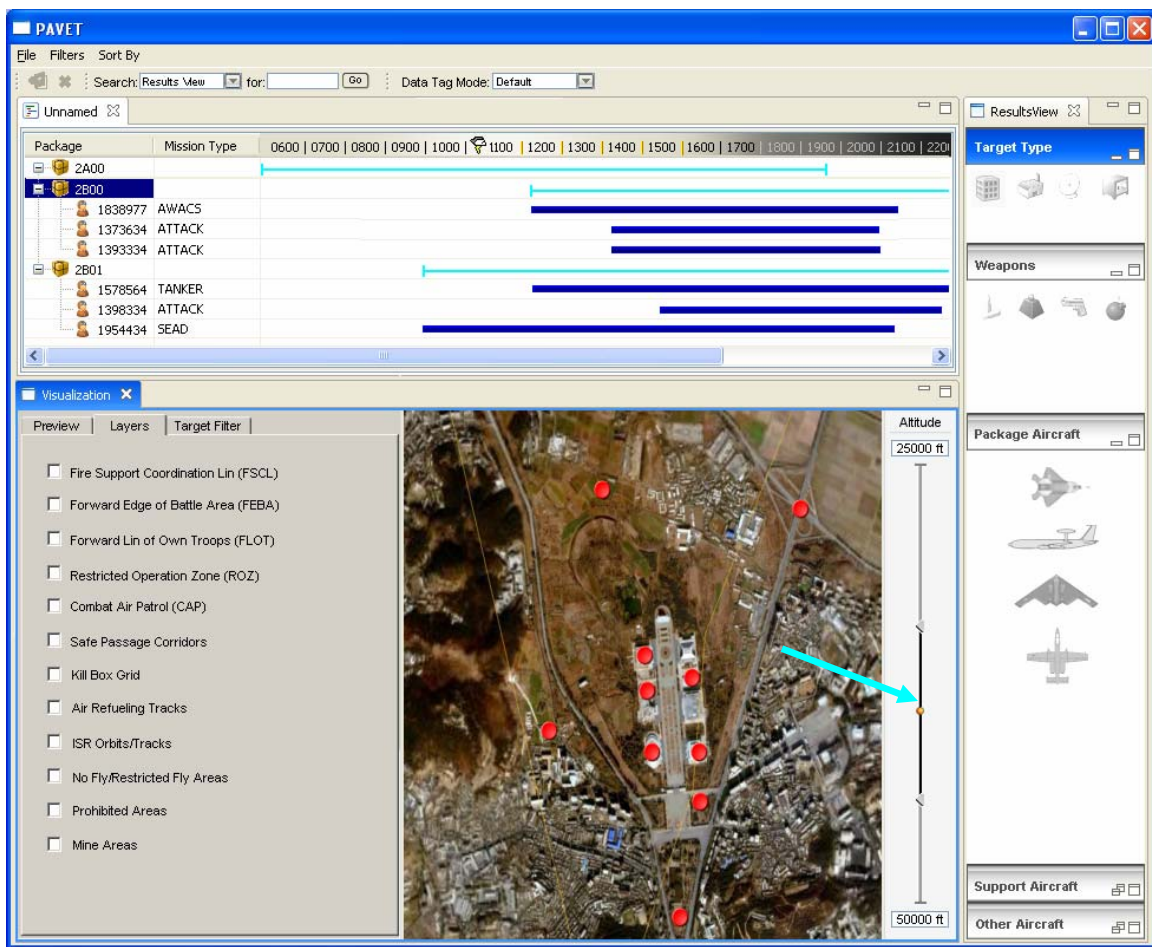 PAVET
File Filters Sort By
Search: Results View for: Go Data Tag Mode: Default
Unnamed
Package Mission Type 0600 | 0700 | 0800 | 0900 | 1000 | 1100 | 1200 | 1300 | 1400 | 1500 | 1600 | 1700 | 1800 | 1900 | 2000 | 2100 | 220
2A00
2B00
1838977 AWACS
1373634 ATTACK
1393334 ATTACK
2B01
1578564 TANKER
1398334 ATTACK
1954434 SEAD
ResultsView
Target Type
Weapons
Package Aircraft
Support Aircraft
Other Aircraft
Visualization
Preview | Layers | Target Filter |
Fire Support Coordination Lin (FSCL)
Forward Edge of Battle Area (FEBA)
Forward Lin of Own Troops (FLOT)
Restricted Operation Zone (ROZ)
Combat Air Patrol (CAP)
Safe Passage Corridors
Kill Box Grid
Air Refueling Tracks
ISR Orbits/Tracks
No Fly/Restricted Fly Areas
Prohibited Areas
Mine Areas
Altitude
25000 ft
50000 ft